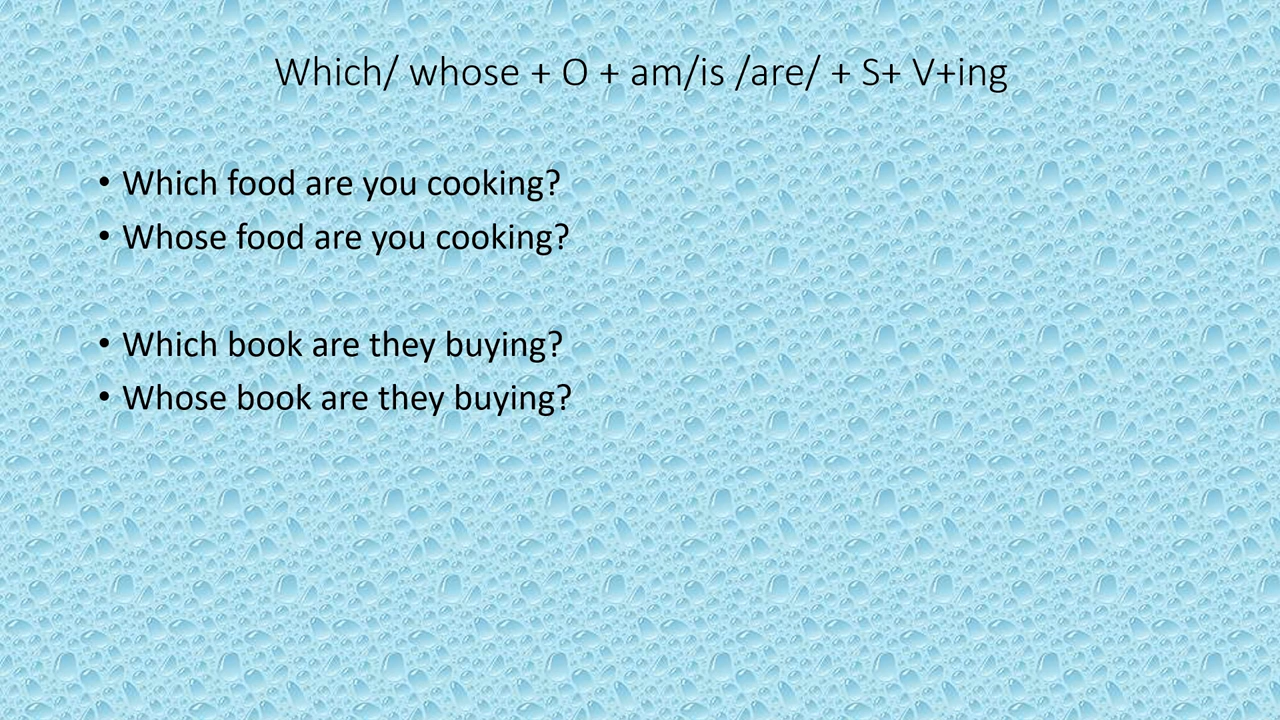 Which/ whose + O + am/is /are/ + S+ V+ing
• Which food are you cooking?
• Whose food are you cooking?
• Which book are they buying?
• Whose book are they buying?